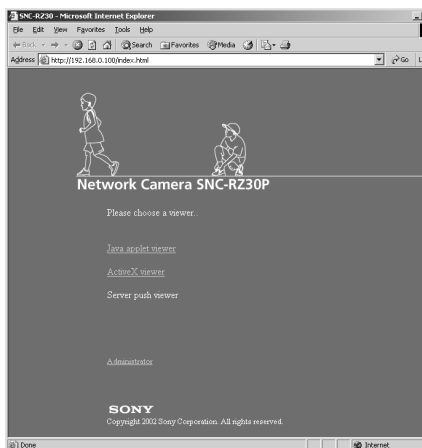 SNC-RZ30 - Microsoft Internet Explorer
File Edit View Favorites Tools Help
Back Search Favorites Media
Address http://192.168.0.100/index.html Go L
Network Camera SNC-RZ30P
Please choose a viewer..
Java applet viewer
ActiveX viewer
Server push viewer
Administrator
SONY
Copyright 2002 Sony Corporation. All rights reserved.
Done Internet